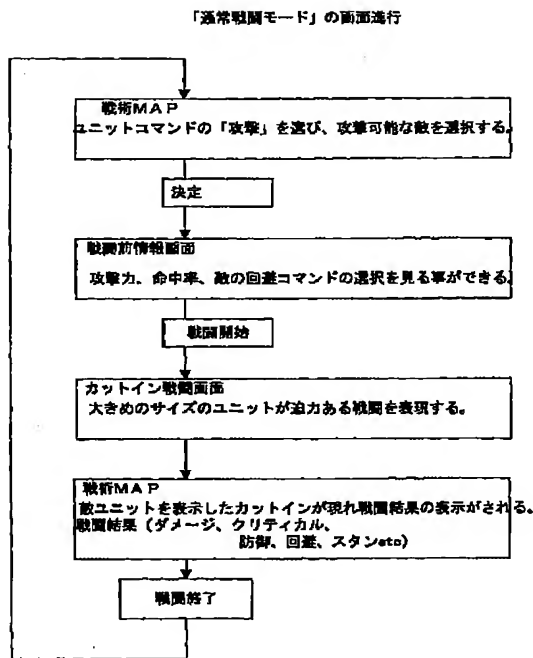 「通常戦闘モード」の画面進行
戦術MAP
ユニットコマンドの「攻撃」を選び、攻撃可能な敵を選択する。
決定
戦闘前情報画面
攻撃力、命中率、敵の回避コマンドの選択を見る事ができる。
戦闘開始
カットイン戦闘画面
大きめのサイズのユニットが迫力ある戦闘を表現する。
戦術MAP
敵ユニットを表示したカットインが現れ戦闘結果の表示がされる。
戦闘結果（ダメージ、クリティカル、
防御、回避、スタンetc）
戦闘終了